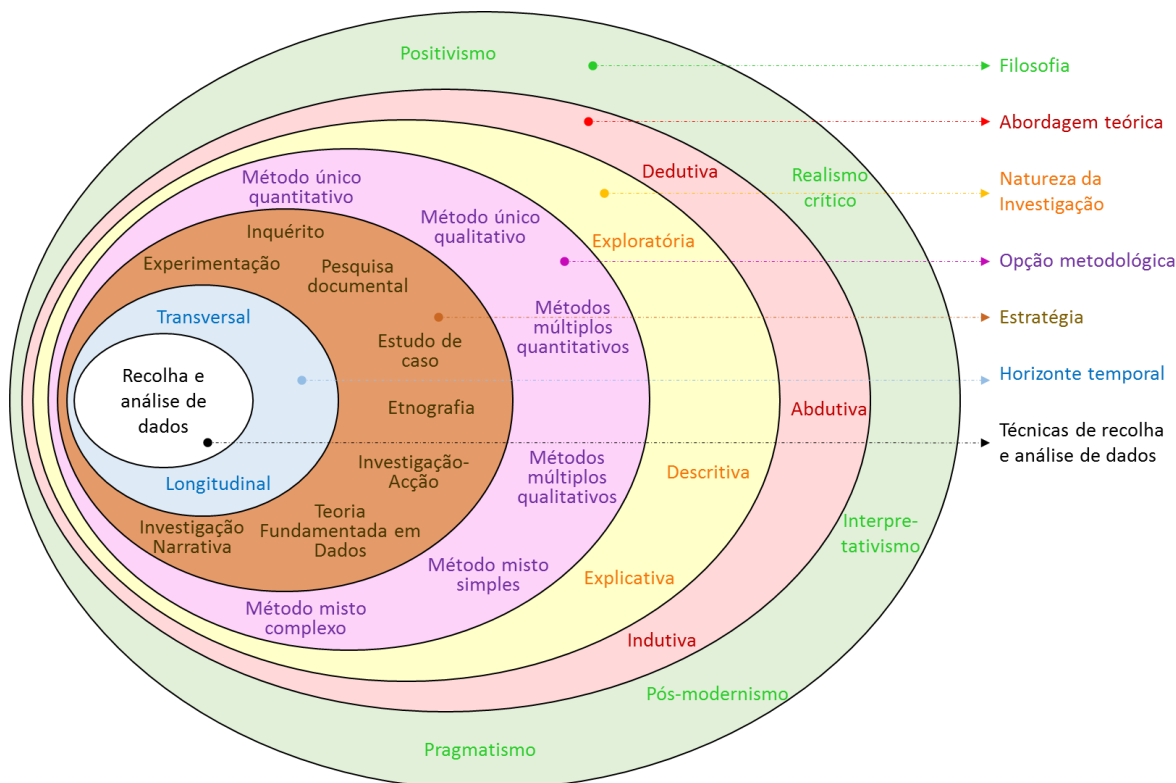 Positivismo
Realismo
crítico
Interpre-
tativismo
Pós-modernismo
Pragmatismo
Dedutiva
Abdutiva
Indutiva
Exploratória
Descritiva
Explicativa
Método único
quantitativo
Método único
qualitativo
Métodos
múltiplos
quantitativos
Métodos
múltiplos
qualitativos
Método misto
simples
Método misto
complexo
Inquérito
Experimentação
Pesquisa
documental
Estudo de
caso
Etnografia
Investigação-
Acção
Teoria
Fundamentada em
Dados
Investigação
Narrativa
Transversal
Longitudinal
Recolha e
análise de
dados
Filosofia
Abordagem teórica
Natureza da
Investigação
Opção metodológica
Estratégia
Horizonte temporal
Técnicas de recolha
e análise de dados